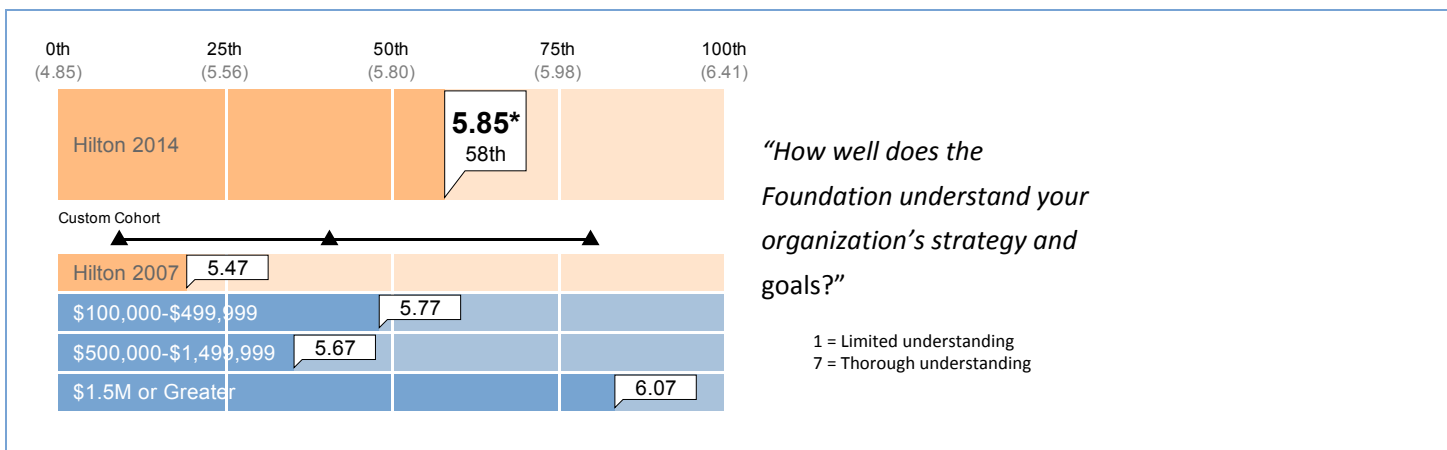 0th 25th 50th 75th 100th
(4.85) (5.56) (5.80) (5.98) (6.41)
Hilton 2014
5.85*
58th
Custom Cohort
Hilton 2007 5.47
$100,000-$499,999 5.77
$500,000-$1,499,999 5.67
$1.5M or Greater 6.07
“How well does the
Foundation understand your
organization’s strategy and
goals?”
1 = Limited understanding
7 = Thorough understanding